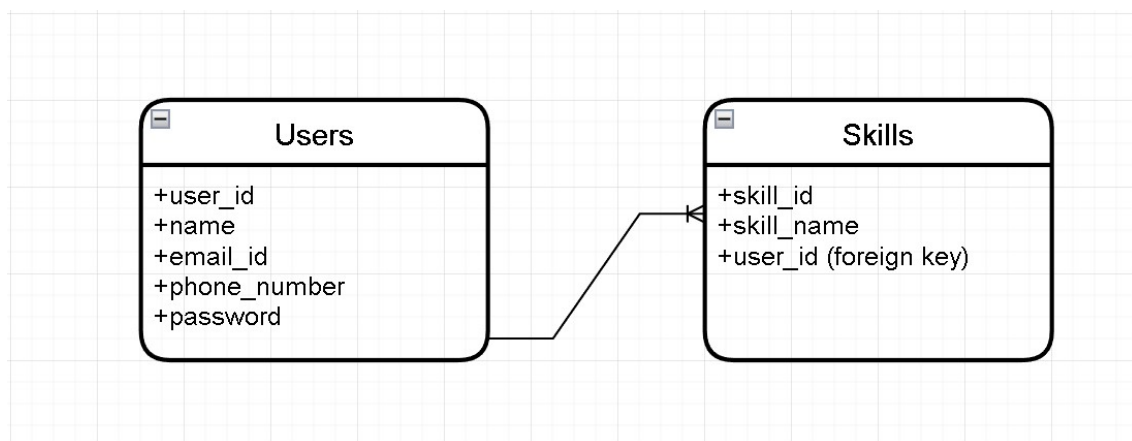 Users
+user_id
+name
+email_id
+phone_number
+password
Skills
+skill_id
+skill_name
+user_id (foreign key)